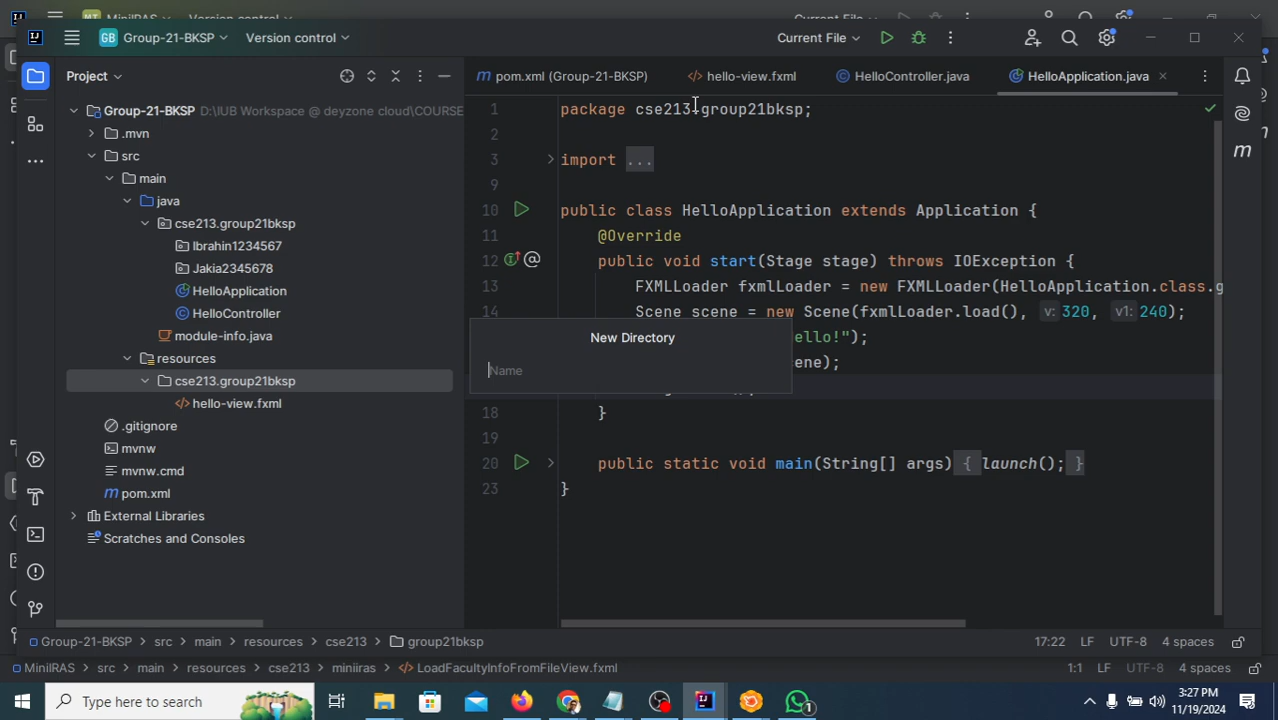 MiniIRAS Version control Current File
GB Group-21-BKSP Version control Current File
Project
pom.xml (Group-21-BKSP) hello-view.fxml HelloController.java HelloApplication.java
Group-21-BKSP D:\IUB Workspace @ deyzone cloud\COURSE
.mvn
src
main
java
cse213.group21bksp
Ibrahin1234567
Jakia2345678
HelloApplication
HelloController
module-info.java
resources
cse213.group21bksp
hello-view.fxml
.gitignore
mvnw
mvnw.cmd
pom.xml
External Libraries
Scratches and Consoles
1 package cse213.group21bksp;
2
3 import ...
9
10 public class HelloApplication extends Application {
11 @Override
12 public void start(Stage stage) throws IOException {
13 FXMLLoader fxmlLoader = new FXMLLoader(HelloApplication.class.g
14 Scene scene = new Scene(fxmlLoader.load(), v: 320, v1: 240);
ello!");
ene);
18 }
19
20 public static void main(String[] args) { launch(); }
23 }
New Directory
Name
Group-21-BKSP > src > main > resources > cse213 > group21bksp 17:22 LF UTF-8 4 spaces
MiniIRAS > src > main > resources > cse213 > miniiras > LoadFacultyInfoFromFileView.fxml 1:1 LF UTF-8 4 spaces
Type here to search
1
3:27 PM
11/19/2024